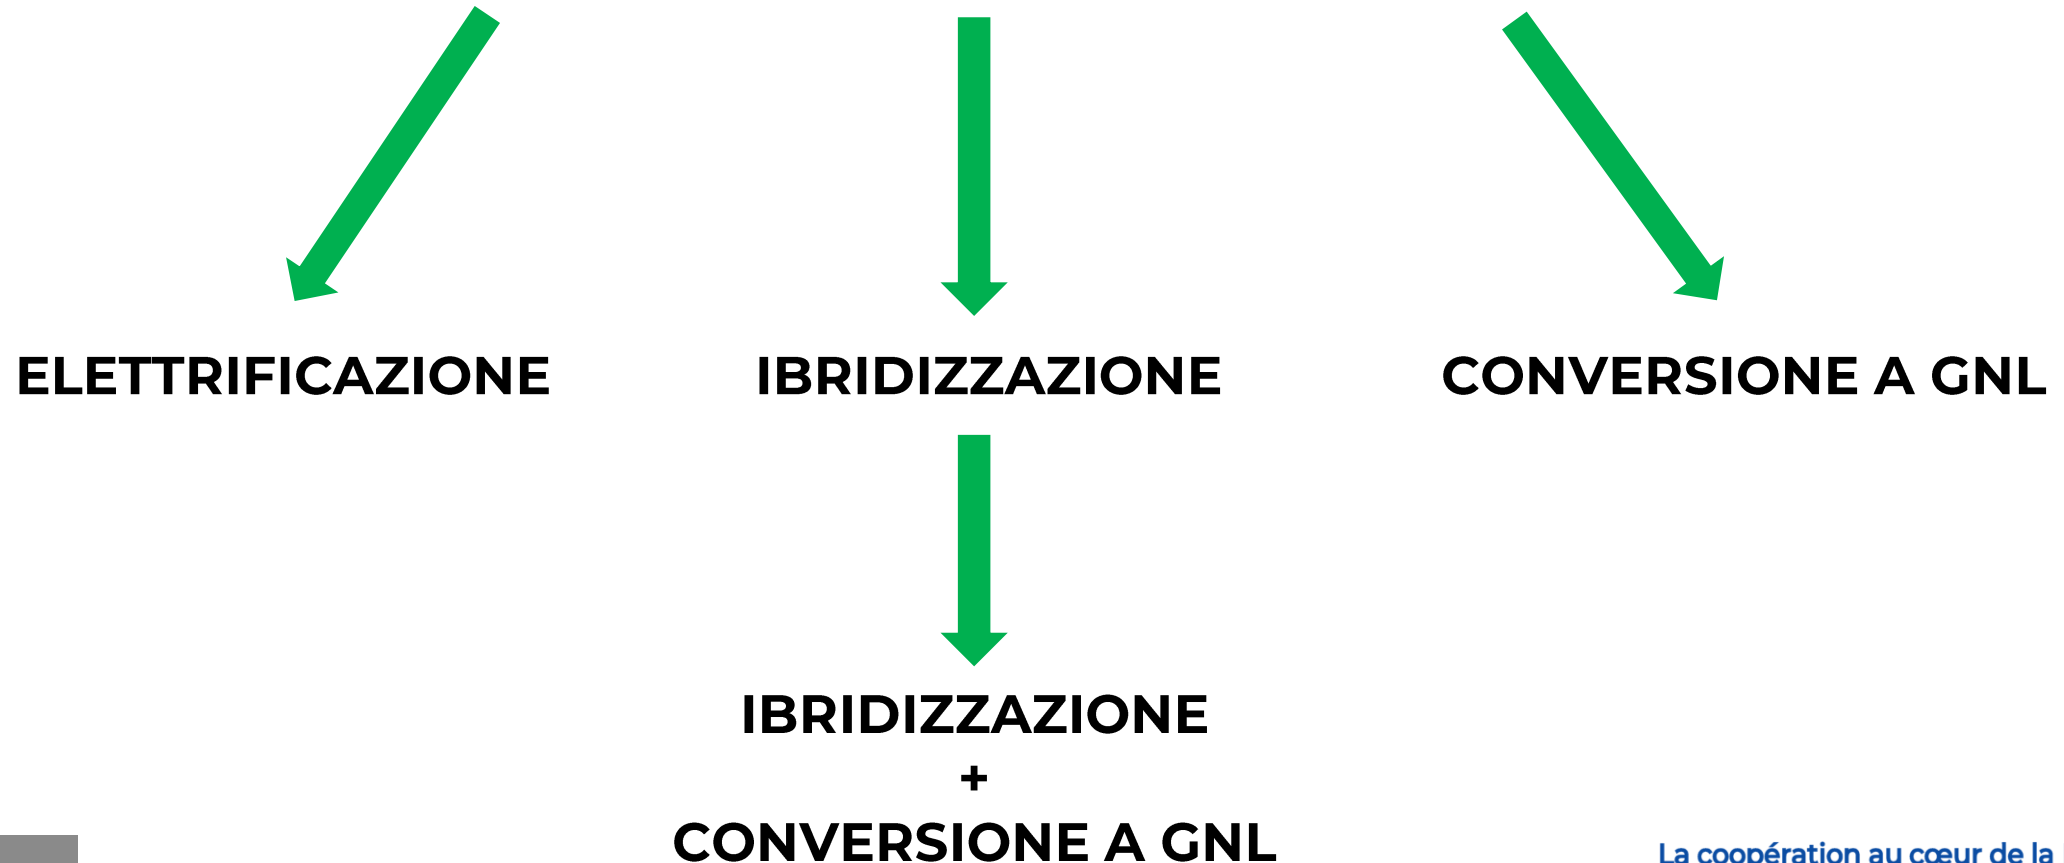 ELETTRIFICAZIONE
IBRIDIZZAZIONE
CONVERSIONE A GNL
IBRIDIZZAZIONE
+
CONVERSIONE A GNL
La coopération au cœur de la